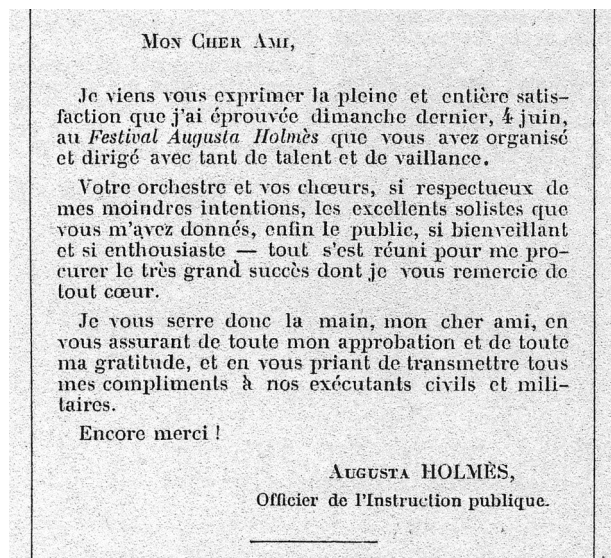 Mon Cher Ami,
Je viens vous exprimer la pleine et entière satis-
faction que j'ai éprouvée dimanche dernier, 4 juin,
au Festival Augusta Holmès que vous avez organisé
et dirigé avec tant de talent et de vaillance.
Votre orchestre et vos chœurs, si respectueux de
mes moindres intentions, les excellents solistes que
vous m'avez donnés, enfin le public, si bienveillant
et si enthousiaste — tout s'est réuni pour me pro-
curer le très grand succès dont je vous remercie de
tout cœur.
Je vous serre donc la main, mon cher ami, en
vous assurant de toute mon approbation et de toute
ma gratitude, et en vous priant de transmettre tous
mes compliments à nos exécutants civils et mili-
taires.
Encore merci !
Augusta HOLMÈS,
Officier de l'Instruction publique.